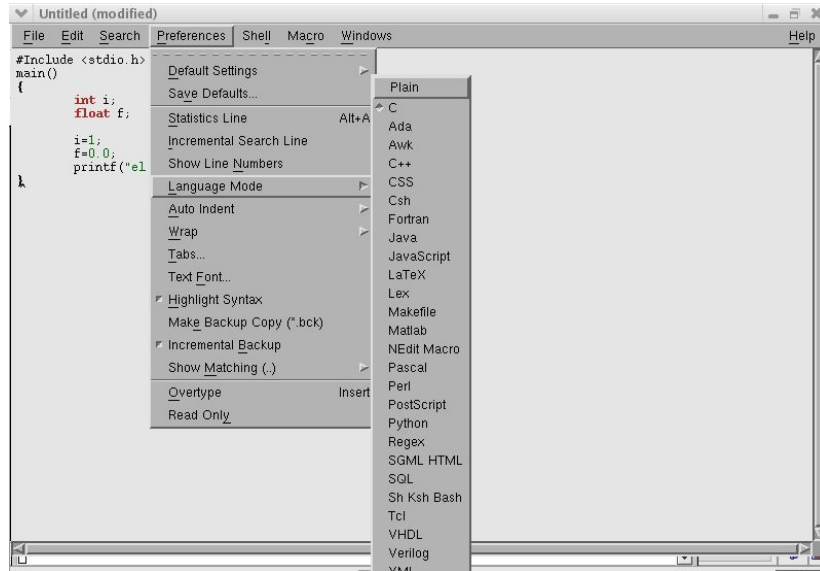 Untitled (modified)
File Edit Search Preferences Shell Macro Windows Help
#Include <stdio.h>
main()
{
int i;
float f;
i=1;
f=0.0;
printf("el
}
Default Settings
Save Defaults...
Statistics Line Alt+A
Incremental Search Line
Show Line Numbers
Language Mode
Auto Indent
Wrap
Tabs...
Text Font...
Highlight Syntax
Make Backup Copy (*.bck)
Incremental Backup
Show Matching (..)
Overtype Insert
Read Only
Plain
C
Ada
Awk
C++
CSS
Csh
Fortran
Java
JavaScript
LaTeX
Lex
Makefile
Matlab
NEdit Macro
Pascal
Perl
PostScript
Python
Regex
SGML HTML
SQL
Sh Ksh Bash
Tcl
VHDL
Verilog
XML